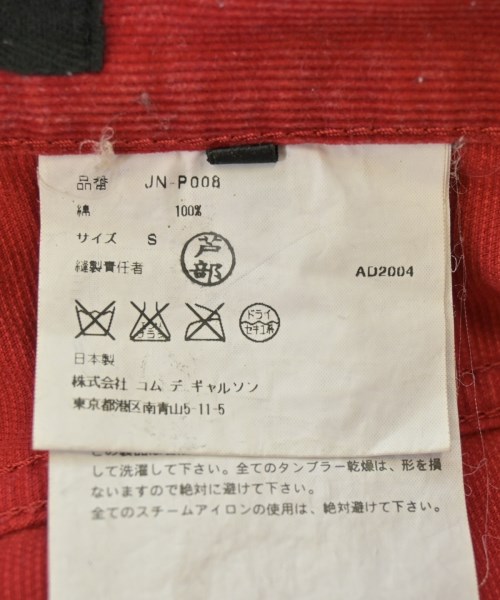 品番 JN-P008
綿 100%
サイズ S
縫製責任者
芦部
AD2004
ドライ
セキユ系
日本製
株式会社 コム デ ギャルソン
東京都港区南青山5-11-5
して洗濯して下さい。全てのタンブラー乾燥は、形を損
ないますので絶対に避けて下さい。
全てのスチームアイロンの使用は、絶対避けて下さい。